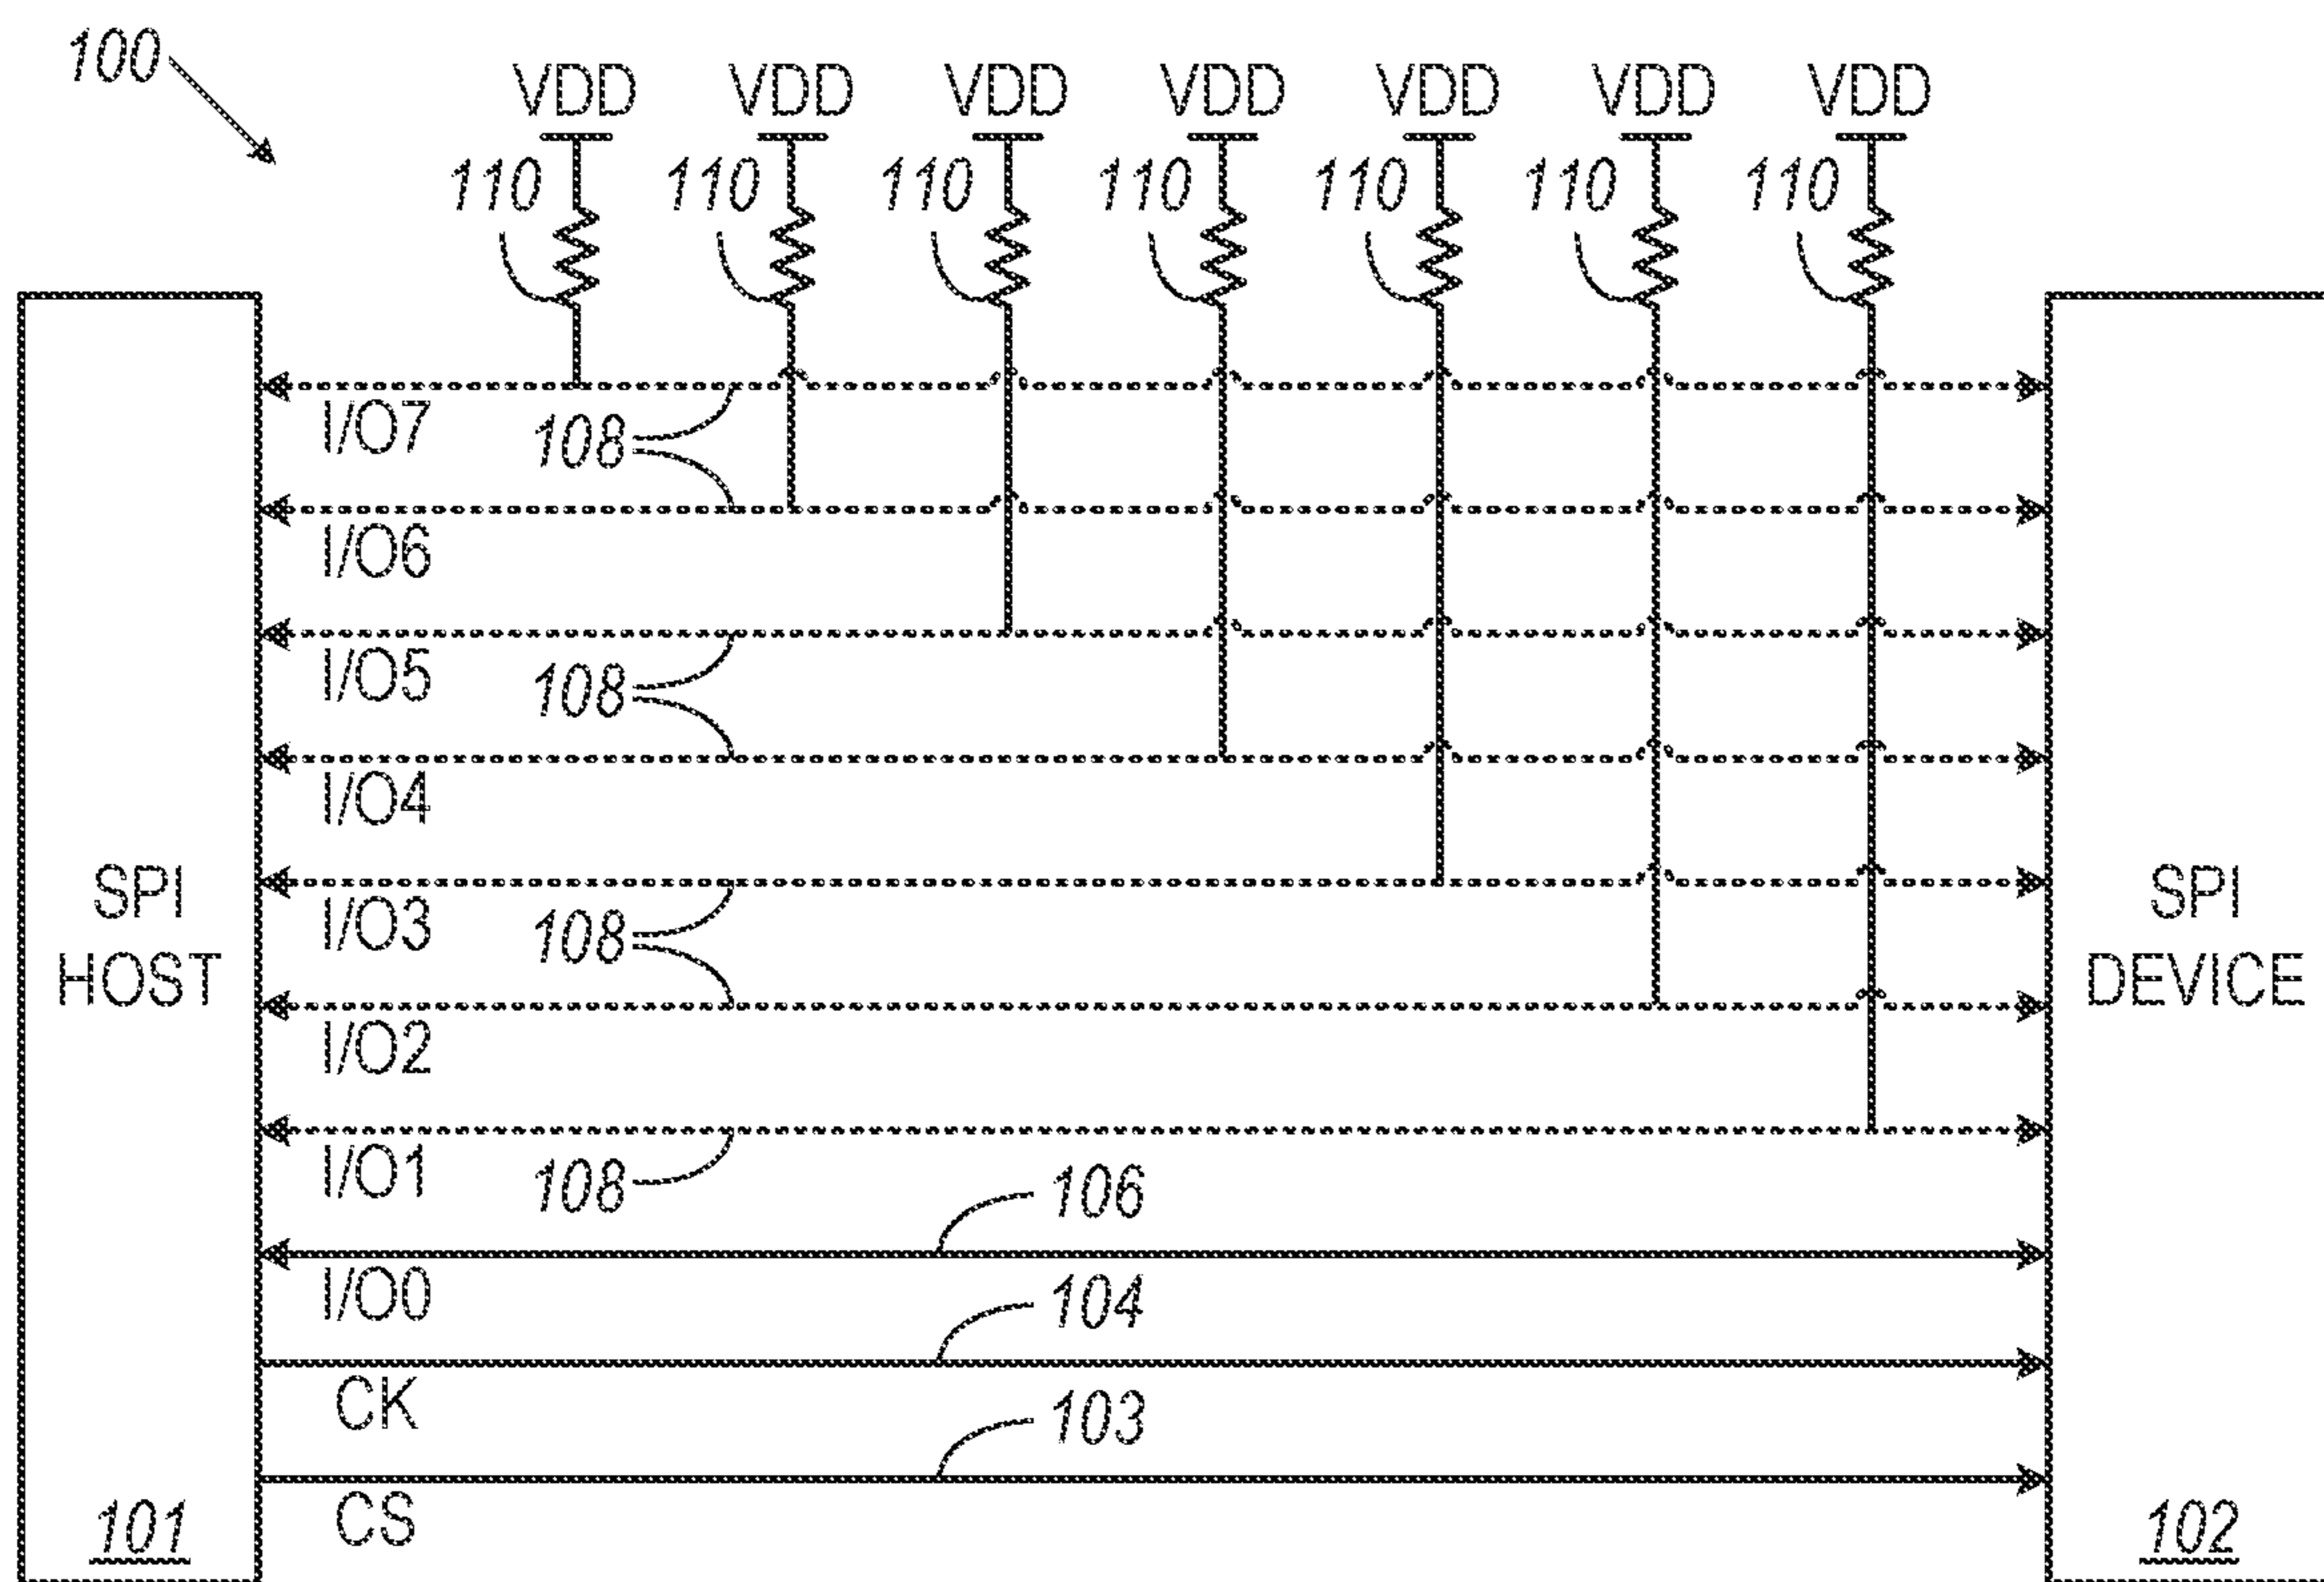 100
VDD VDD VDD VDD VDD VDD VDD
110 110 110 110 110 110 110
I/O7
108
I/O6
I/O5
108
I/O4
SPI
HOST
I/O3
108
SPI
DEVICE
I/O2
I/O1
108
106
I/O0
104
CK
103
CS
101
102